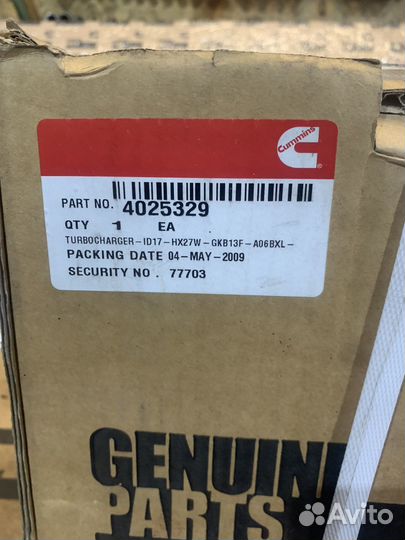 Cummins
PART NO. 4025329
QTY 1 EA
TURBOCHARGER-ID17-HX27W-GKB13F-A06BXL-
PACKING DATE 04-MAY-2009
SECURITY NO. 77703
GENUINE
PARTS
Avito